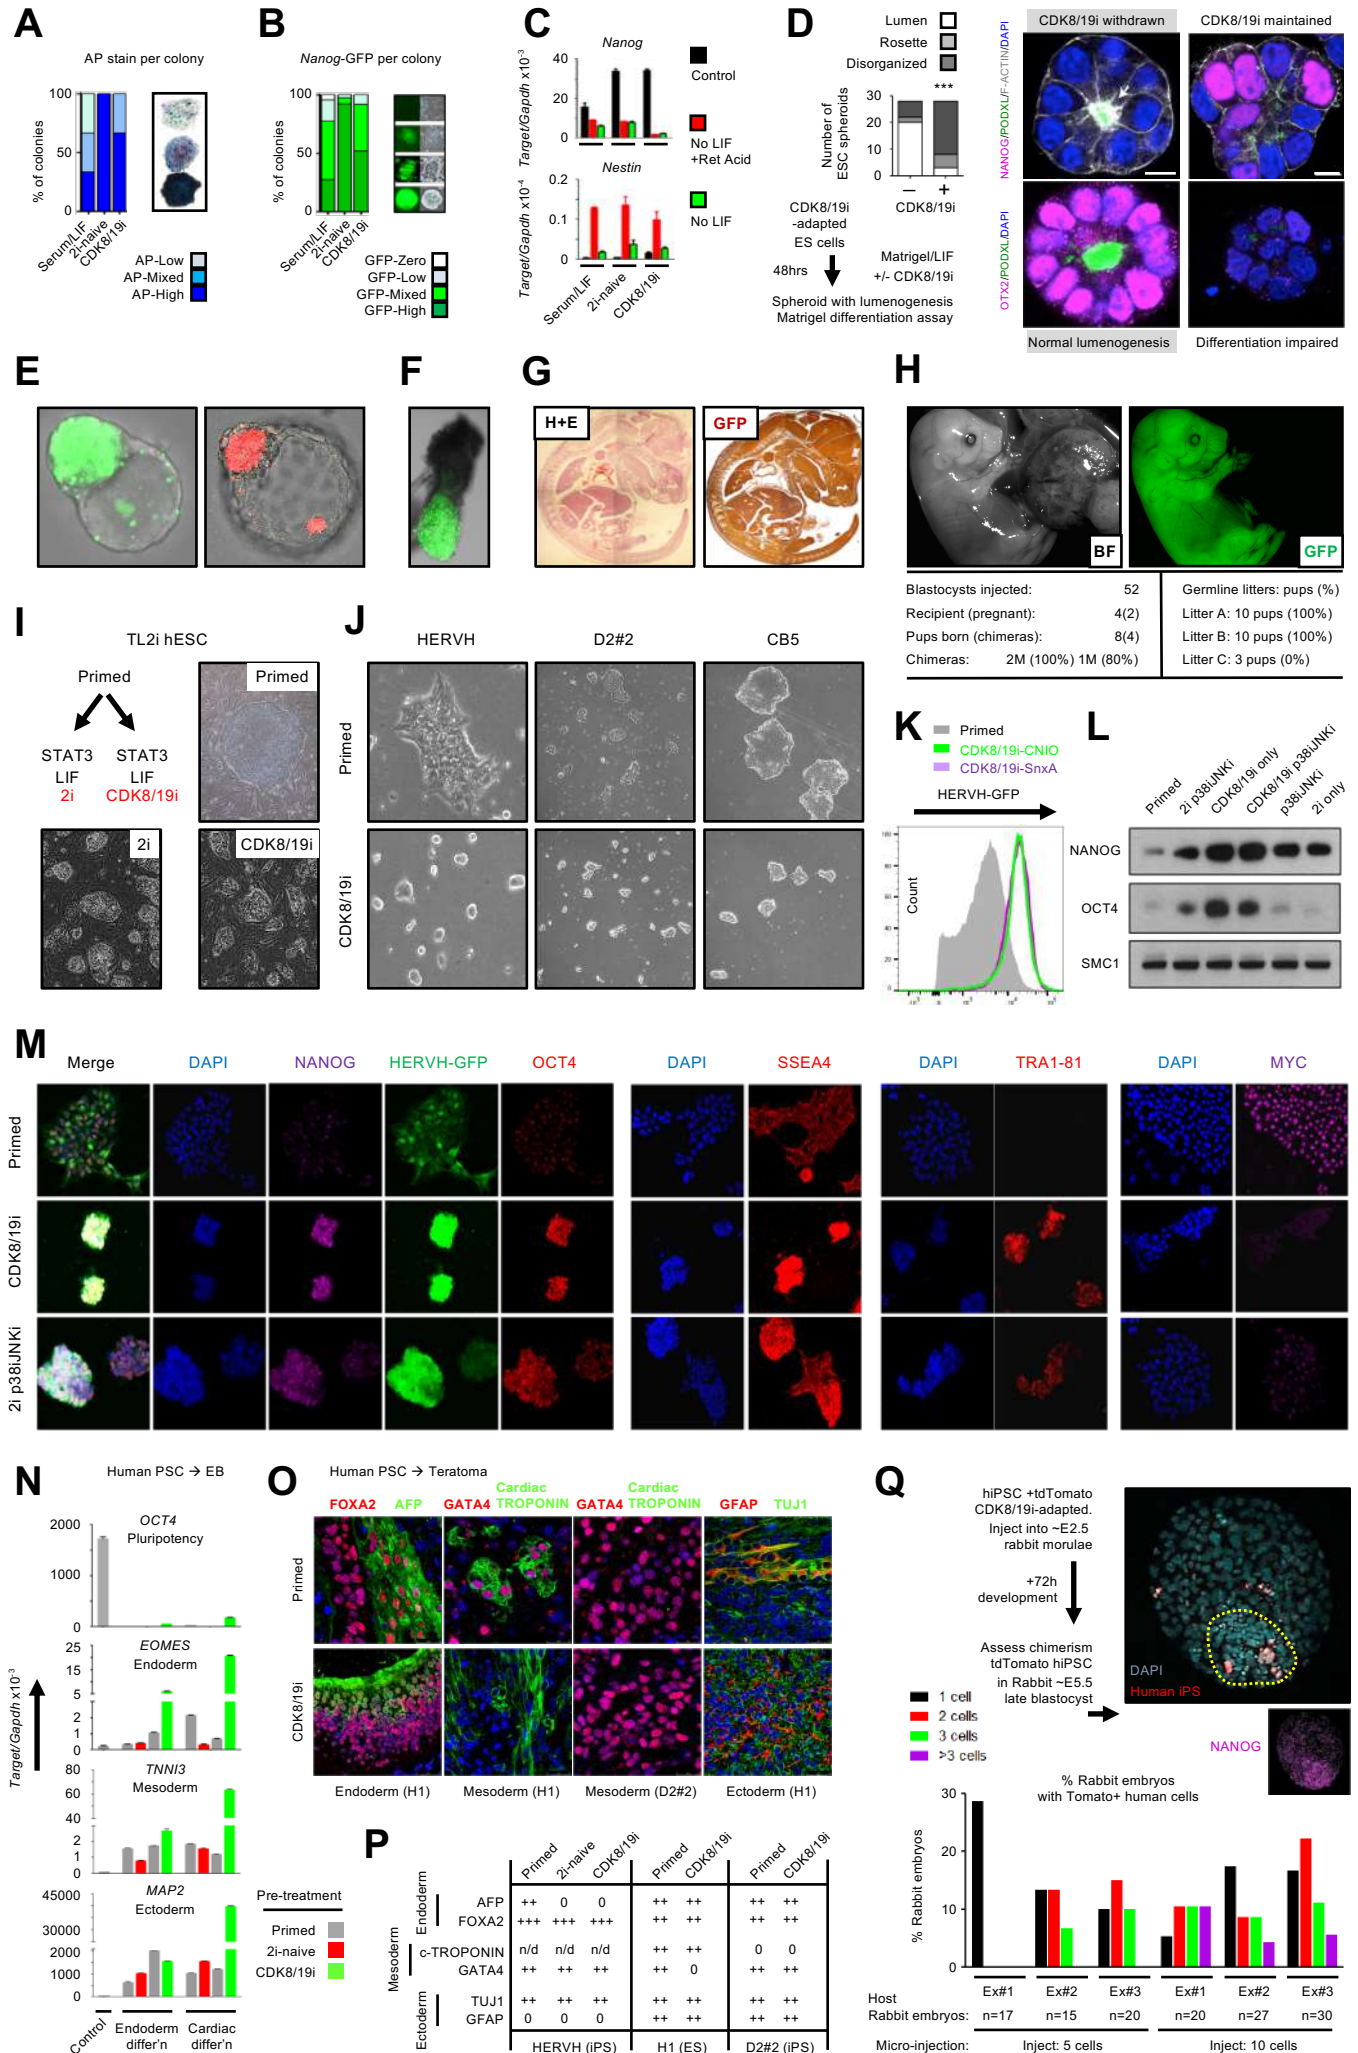 A
AP stain per colony
% of colonies
100
50
0
Serum/LIF
2i-naive
CDK8/19i
AP-Low
AP-Mixed
AP-High
B
Nanog-GFP per colony
% of colonies
100
50
0
Serum/LIF
2i-naive
CDK8/19i
GFP-Zero
GFP-Low
GFP-Mixed
GFP-High
C
Nanog
Target/Gapdh x10-3
40
20
0
Nestin
Target/Gapdh x10-4
0.2
0.1
0
Serum/LIF
2i-naive
CDK8/19i
Control
No LIF
+Ret Acid
No LIF
D
Lumen
Rosette
Disorganized
***
Number of
ESC spheroids
30
20
10
0
– +
CDK8/19i
CDK8/19i
-adapted
ES cells
48hrs
Matrigel/LIF
+/- CDK8/19i
Spheroid with lumenogenesis
Matrigel differentiation assay
CDK8/19i withdrawn
CDK8/19i maintained
NANOG/PODXL/F-ACTIN/DAPI
OTX2/PODXL/DAPI
Normal lumenogenesis
Differentiation impaired
E
F
G
H+E
GFP
H
BF
GFP
Blastocysts injected: 52
Recipient (pregnant): 4(2)
Pups born (chimeras): 8(4)
Chimeras: 2M (100%) 1M (80%)
Germline litters: pups (%)
Litter A: 10 pups (100%)
Litter B: 10 pups (100%)
Litter C: 3 pups (0%)
I
TL2i hESC
Primed
STAT3 STAT3
LIF LIF
2i CDK8/19i
Primed
2i
CDK8/19i
J
HERVH
D2#2
CB5
Primed
CDK8/19i
K
Primed
CDK8/19i-CNIO
CDK8/19i-SnxA
HERVH-GFP
Count
100
80
60
40
20
0
L
Primed
2i p38iJNKi
CDK8/19i only
CDK8/19i p38iJNKi
p38iJNKi
2i only
NANOG
OCT4
SMC1
M
Merge
DAPI
NANOG
HERVH-GFP
OCT4
DAPI
SSEA4
DAPI
TRA1-81
DAPI
MYC
Primed
CDK8/19i
2i p38iJNKi
N
Human PSC → EB
Target/Gapdh x10-3
OCT4
Pluripotency
2000
1000
0
EOMES
Endoderm
25
15
5
2
1
0
TNNI3
Mesoderm
80
60
40
2
1
0
MAP2
Ectoderm
45000
30000
2000
1000
0
Control
Endoderm
differ'n
Cardiac
differ'n
Pre-treatment
Primed
2i-naive
CDK8/19i
O
Human PSC → Teratoma
FOXA2 AFP
GATA4 Cardiac TROPONIN
GATA4 Cardiac TROPONIN
GFAP TUJ1
Primed
CDK8/19i
Endoderm (H1)
Mesoderm (H1)
Mesoderm (D2#2)
Ectoderm (H1)
P
Primed 2i-naive CDK8/19i Primed CDK8/19i Primed CDK8/19i
Endoderm
AFP ++ 0 0 ++ ++ ++ ++
FOXA2 +++ +++ +++ ++ ++ ++ ++
Mesoderm
c-TROPONIN n/d n/d n/d ++ ++ 0 0
GATA4 ++ ++ ++ ++ 0 ++ ++
Ectoderm
TUJ1 ++ ++ ++ ++ ++ ++ ++
GFAP 0 0 0 ++ ++ ++ ++
HERVH (iPS) H1 (ES) D2#2 (iPS)
Q
hiPSC +tdTomato
CDK8/19i-adapted.
Inject into ~E2.5
rabbit morulae
+72h
development
Assess chimerism
tdTomato hiPSC
in Rabbit ~E5.5
late blastocyst
DAPI
Human iPS
NANOG
1 cell
2 cells
3 cells
>3 cells
% Rabbit embryos
with Tomato+ human cells
% Rabbit embryos
30
20
10
0
Ex#1 Ex#2 Ex#3 Ex#1 Ex#2 Ex#3
Host
Rabbit embryos: n=17 n=15 n=20 n=20 n=27 n=30
Micro-injection: Inject: 5 cells Inject: 10 cells